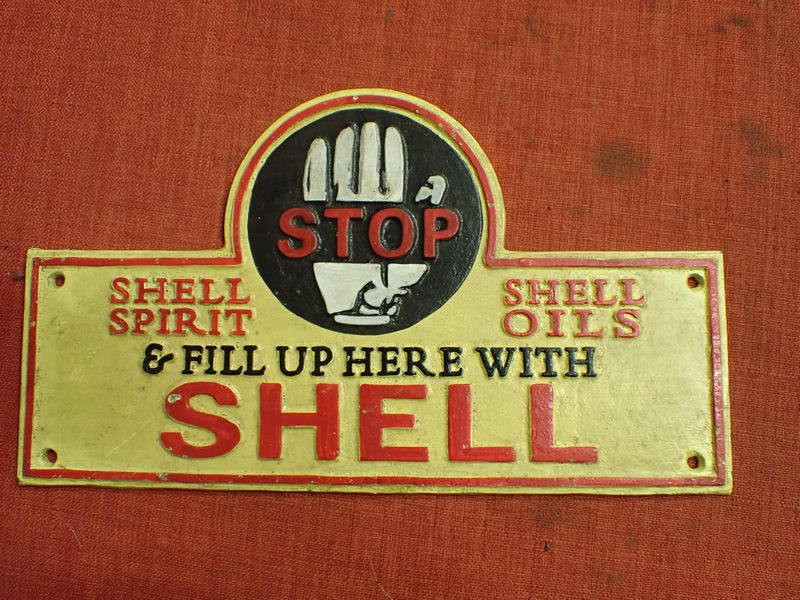 STOP
SHELL SPIRIT
SHELL OILS
& FILL UP HERE WITH
SHELL